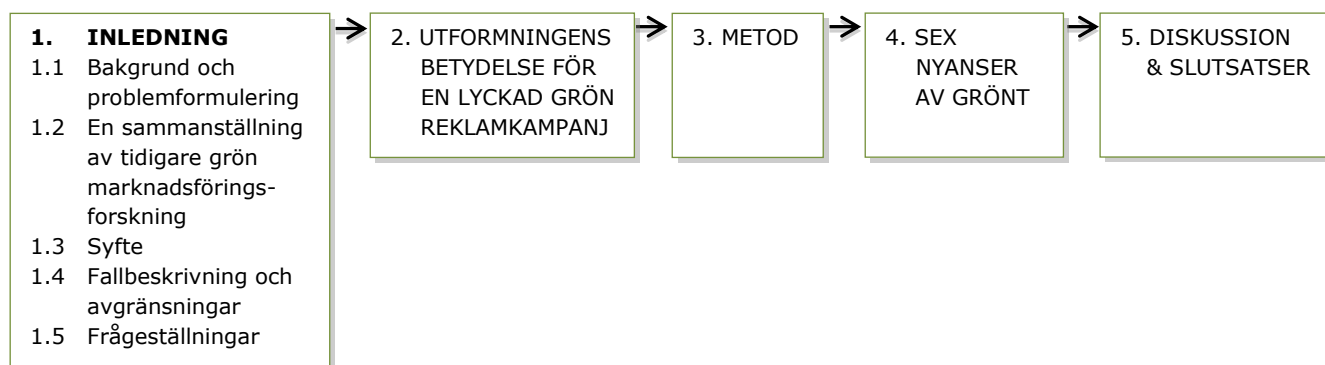 1. INLEDNING
1.1 Bakgrund och
problemformulering
1.2 En sammanställning
av tidigare grön
marknadsförings-
forskning
1.3 Syfte
1.4 Fallbeskrivning och
avgränsningar
1.5 Frågeställningar
2. UTFORMNINGENS
BETYDELSE FÖR
EN LYCKAD GRÖN
REKLAMKAMPANJ
3. METOD
4. SEX
NYANSER
AV GRÖNT
5. DISKUSSION
& SLUTSATSER